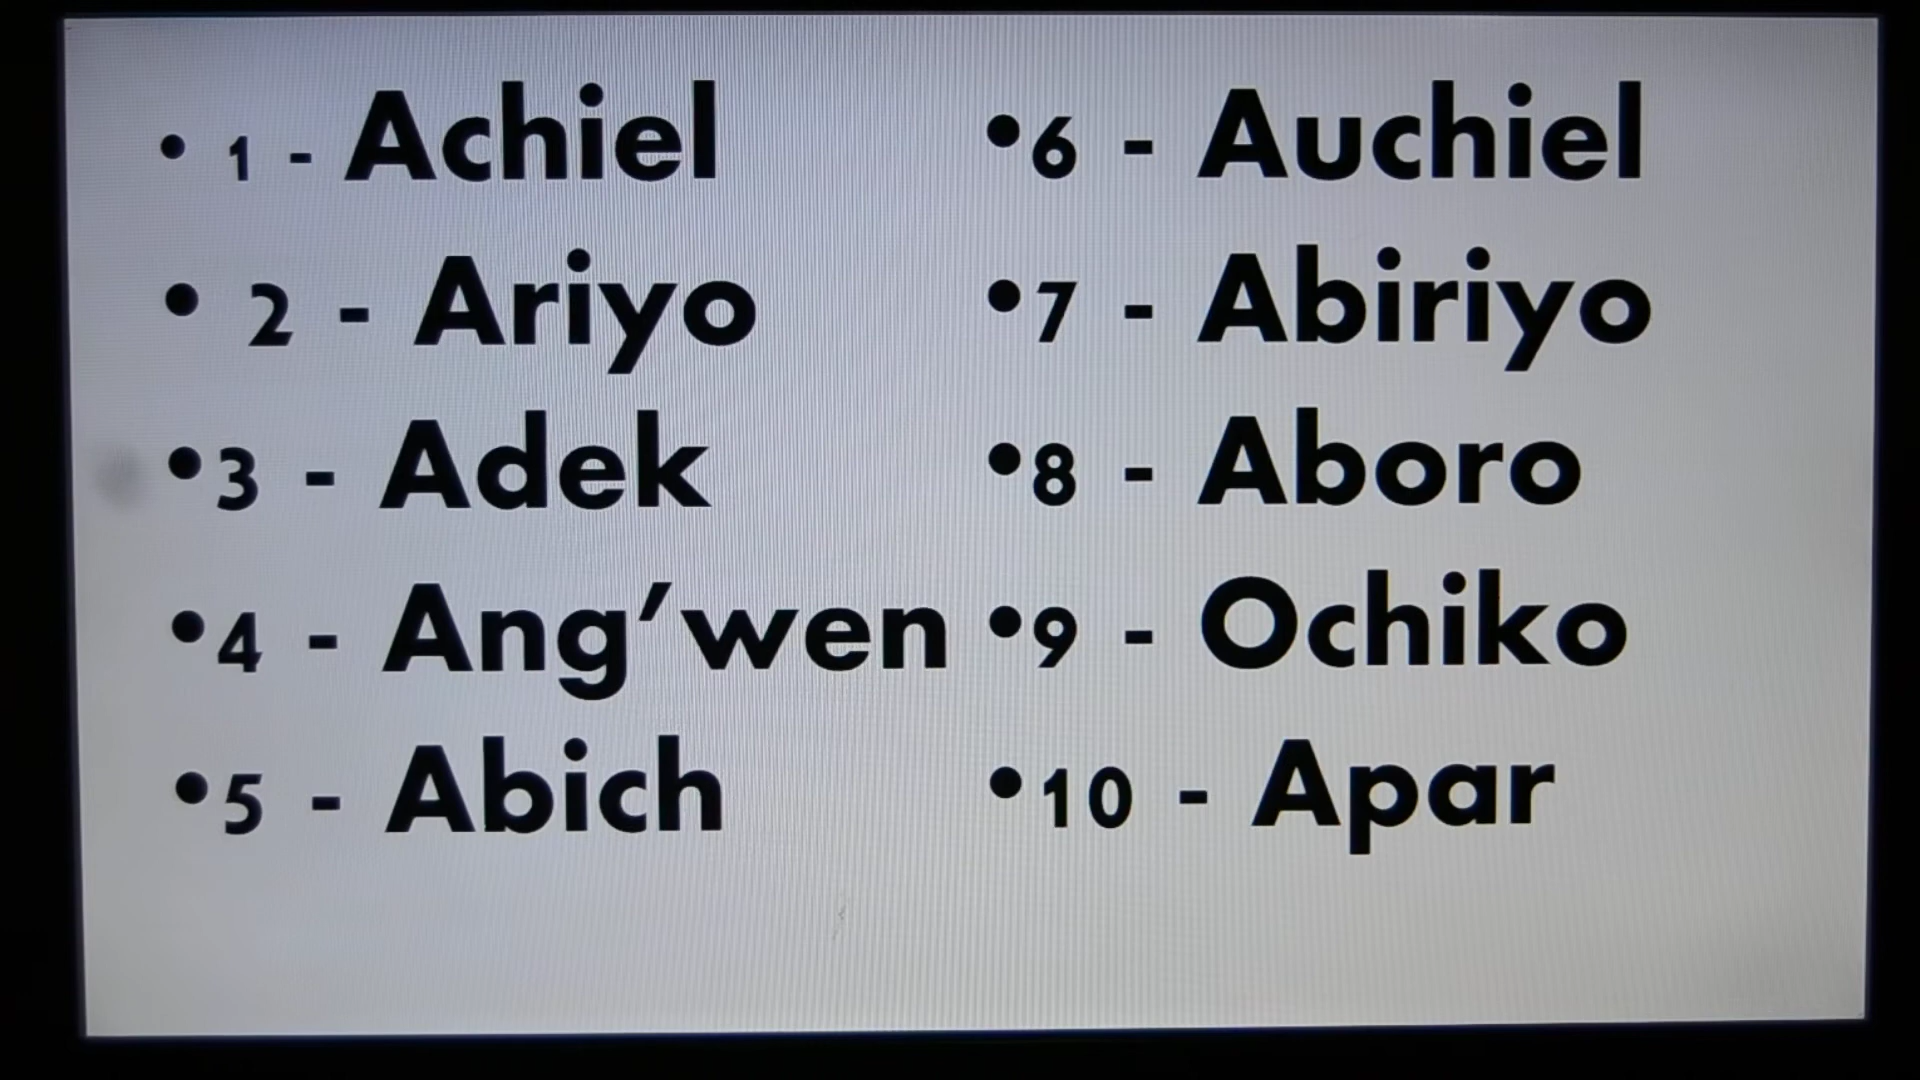 • 1 - Achiel
• 2 - Ariyo
•3 - Adek
•4 - Ang'wen
•5 - Abich
•6 - Auchiel
•7 - Abiriyo
•8 - Aboro
•9 - Ochiko
•10 - Apar